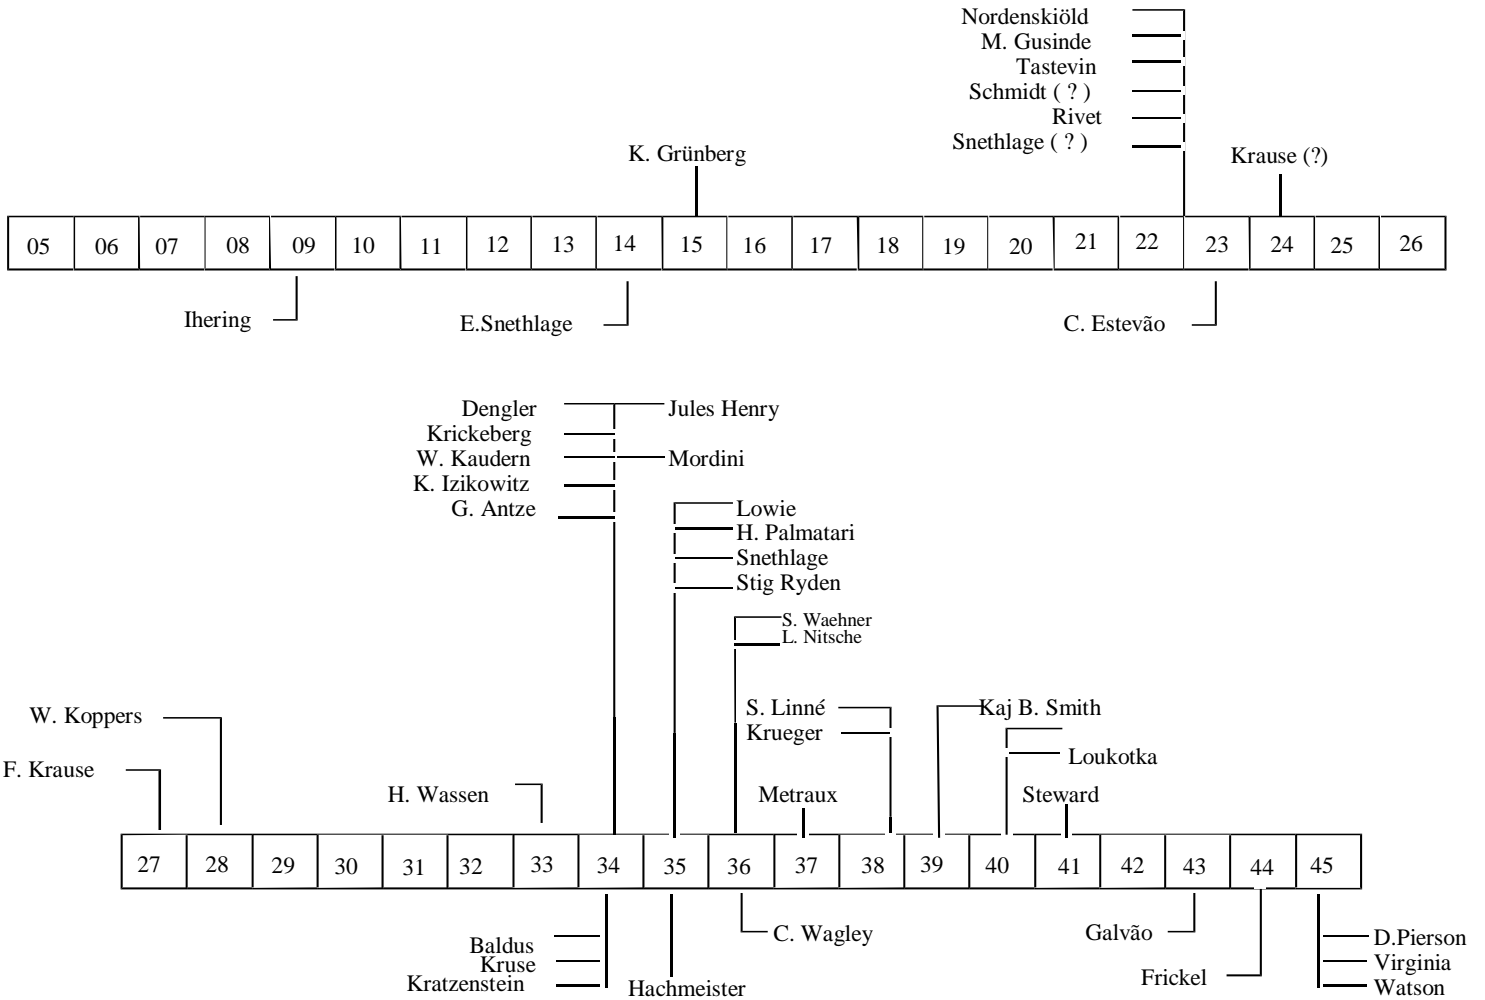 Nordenskiöld
M. Gusinde
Tastevin
Schmidt ( ? )
Rivet
Snethlage ( ? )
K. Grünberg
Krause (?)
05 06 07 08 09 10 11 12 13 14 15 16 17 18 19 20 21 22 23 24 25 26
Ihering
E.Snethlage
C. Estevão
Dengler
Jules Henry
Krickeberg
W. Kaudern
Mordini
K. Izikowitz
G. Antze
Lowie
H. Palmatari
Snethlage
Stig Ryden
S. Waehner
L. Nitsche
W. Koppers
S. Linné
Kaj B. Smith
Krueger
Loukotka
F. Krause
H. Wassen
Metraux
Steward
27 28 29 30 31 32 33 34 35 36 37 38 39 40 41 42 43 44 45
Baldus
Kruse
Kratzenstein
Hachmeister
C. Wagley
Galvão
Frickel
D.Pierson
Virginia
Watson